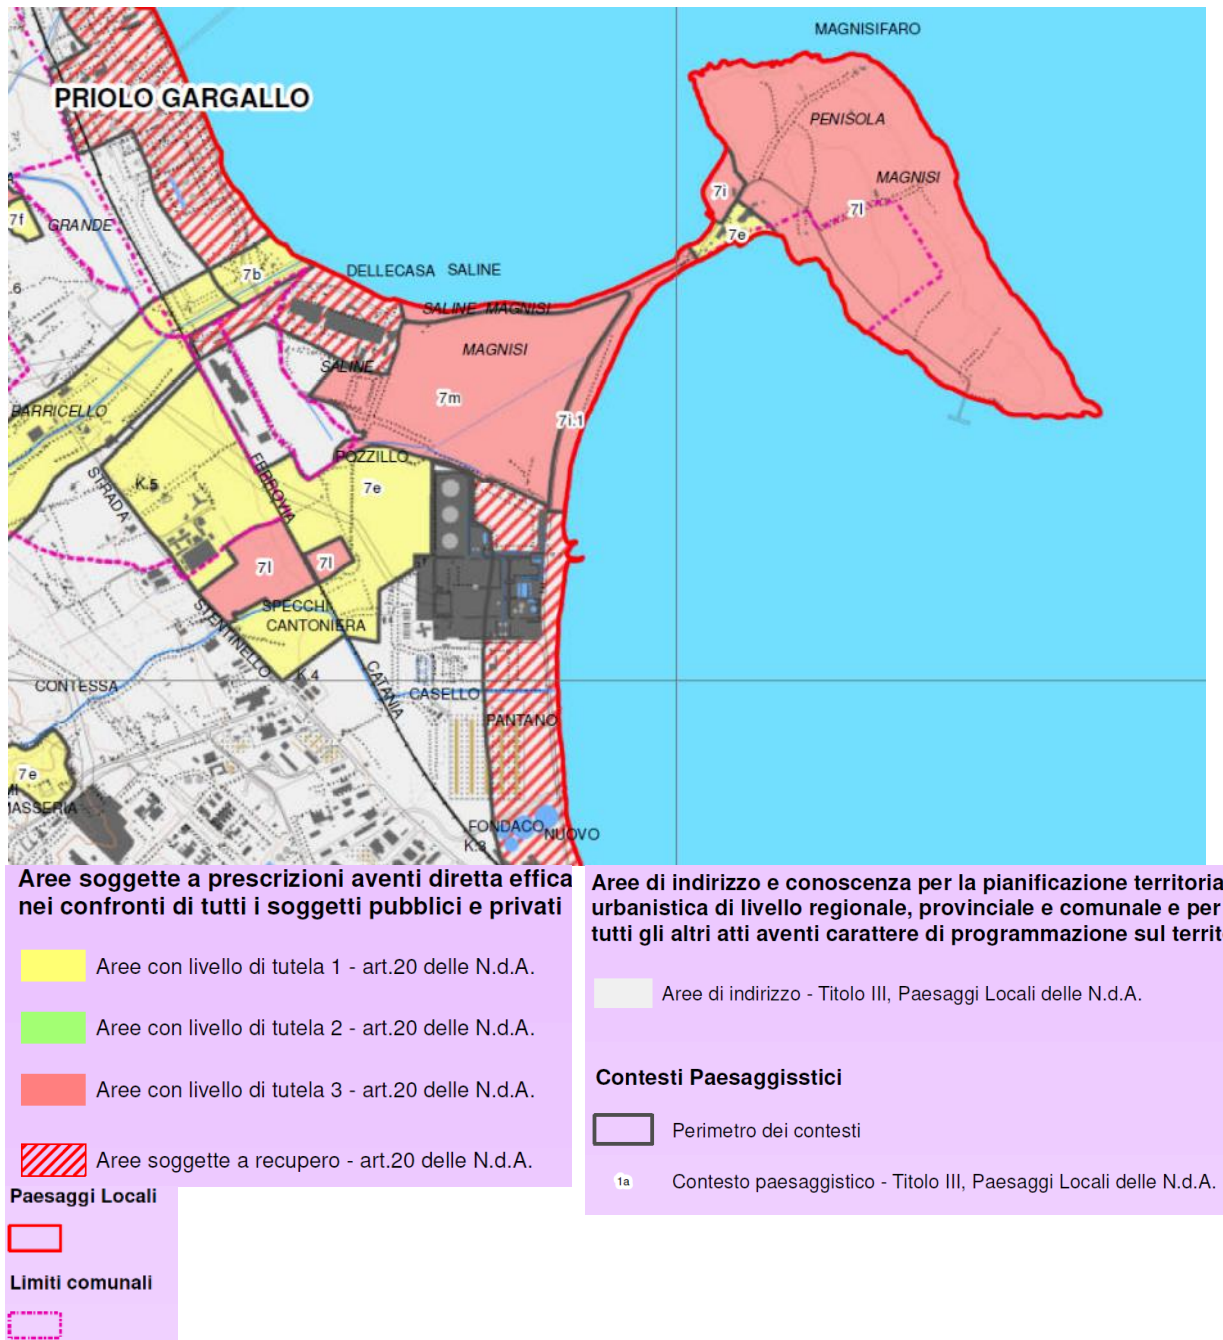 MAGNISIFARO
PRIOLO GARGALLO
PENISOLA
MAGNISI
7i
7l
7f
GRANDE
7e
7b
DELLECASA SALINE
.6
SALINE MAGNISI
MAGNISI
SALINE
7m
BARRICELLO
7i.1
POZZILLO
STRADA
K.5
FERROVIA
7e
7l
7l
SPECCHI
STENTINELLO
CANTONIERA
K.4
CONTESSA
CATANIA
CASELLO
PANTANO
7e
MASSERIA
FONDACO
NUOVO
K.3
Aree soggette a prescrizioni aventi diretta effica
nei confronti di tutti i soggetti pubblici e privati
Aree con livello di tutela 1 - art.20 delle N.d.A.
Aree con livello di tutela 2 - art.20 delle N.d.A.
Aree con livello di tutela 3 - art.20 delle N.d.A.
Aree soggette a recupero - art.20 delle N.d.A.
Paesaggi Locali
Limiti comunali
Aree di indirizzo e conoscenza per la pianificazione territoria
urbanistica di livello regionale, provinciale e comunale e per
tutti gli altri atti aventi carattere di programmazione sul territ
Aree di indirizzo - Titolo III, Paesaggi Locali delle N.d.A.
Contesti Paesaggisstici
Perimetro dei contesti
1a
Contesto paesaggistico - Titolo III, Paesaggi Locali delle N.d.A.